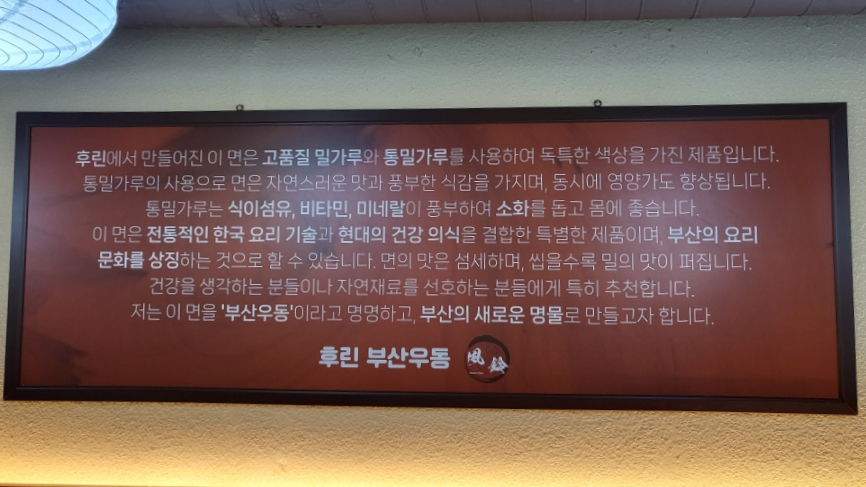 후린에서 만들어진 이 면은 고품질 밀가루와 통밀가루를 사용하여 독특한 색상을 가진 제품입니다.
통밀가루의 사용으로 면은 자연스러운 맛과 풍부한 식감을 가지며, 동시에 영양가도 향상됩니다.
통밀가루는 식이섬유, 비타민, 미네랄이 풍부하여 소화를 돕고 몸에 좋습니다.
이 면은 전통적인 한국 요리 기술과 현대의 건강 의식을 결합한 특별한 제품이며, 부산의 요리
문화를 상징하는 것으로 할 수 있습니다. 면의 맛은 섬세하며, 씹을수록 밀의 맛이 퍼집니다.
건강을 생각하는 분들이나 자연재료를 선호하는 분들에게 특히 추천합니다.
저는 이 면을 '부산우동'이라고 명명하고, 부산의 새로운 명물로 만들고자 합니다.
후린 부산우동 風鈴